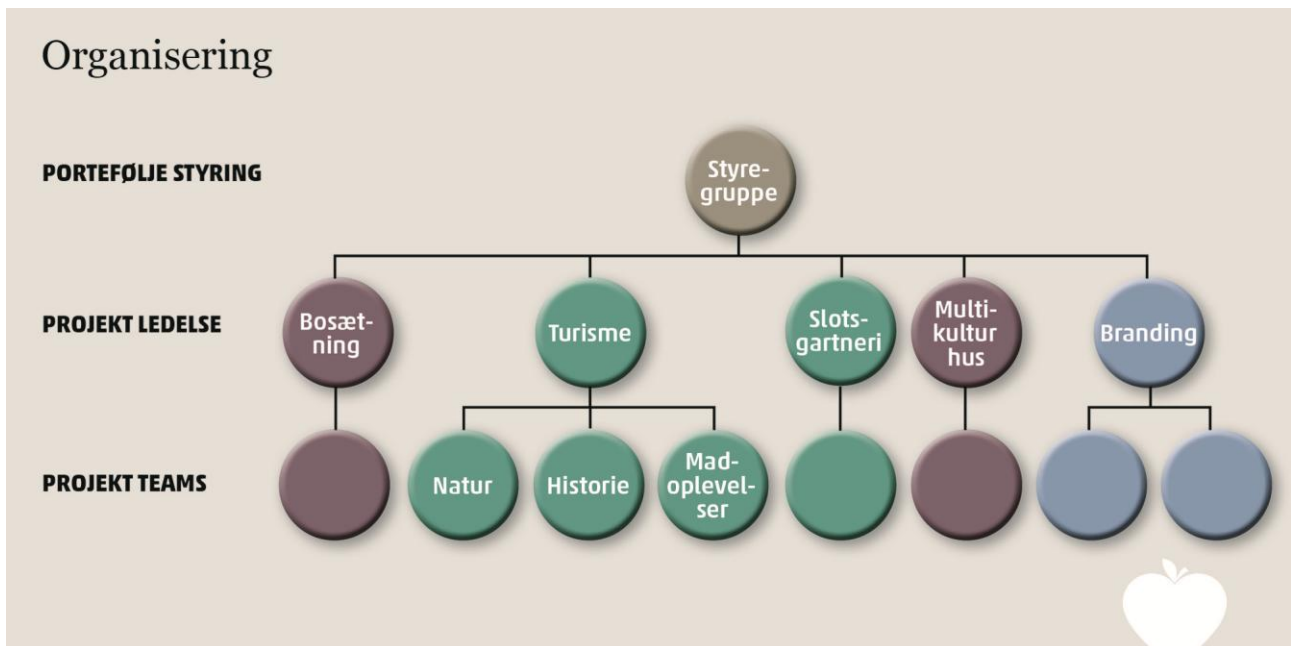 Organisering
PORTEFØLJE STYRING
Styre-
gruppe
PROJEKT LEDELSE
Bosæt-
ning
Turisme
Slots-
gartneri
Multi-
kultur
hus
Branding
PROJEKT TEAMS
Natur
Historie
Mad-
oplevel-
ser